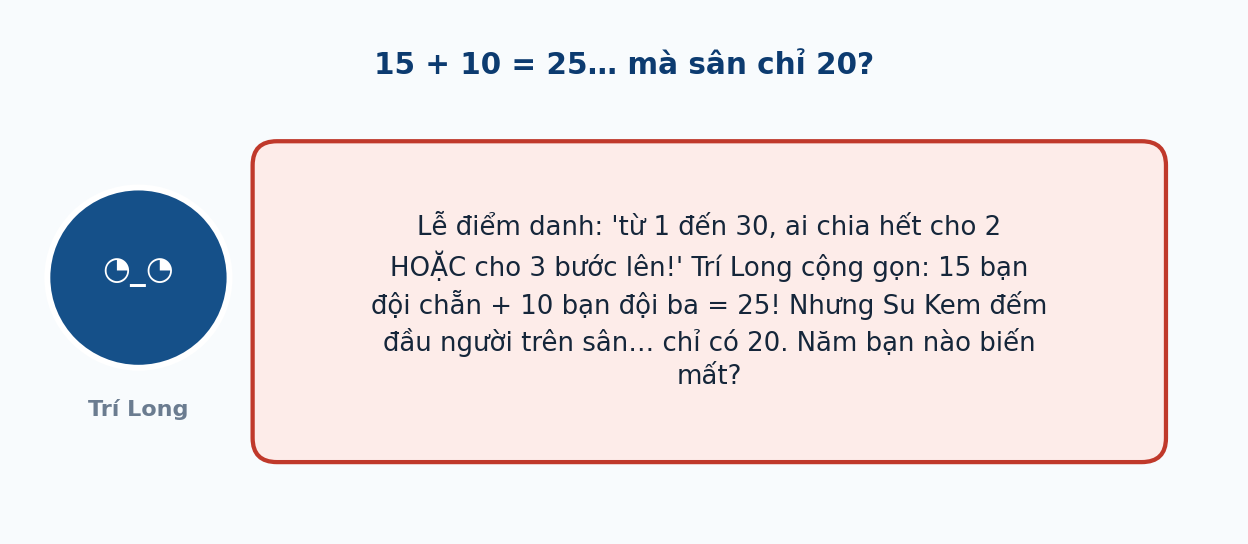 15 + 10 = 25… mà sân chỉ 20?
Lễ điểm danh: 'từ 1 đến 30, ai chia hết cho 2
HOẶC cho 3 bước lên!' Trí Long cộng gọn: 15 bạn
đội chẵn + 10 bạn đội ba = 25! Nhưng Su Kem đếm
đầu người trên sân… chỉ có 20. Năm bạn nào biến
mất?
◔_◔
Trí Long